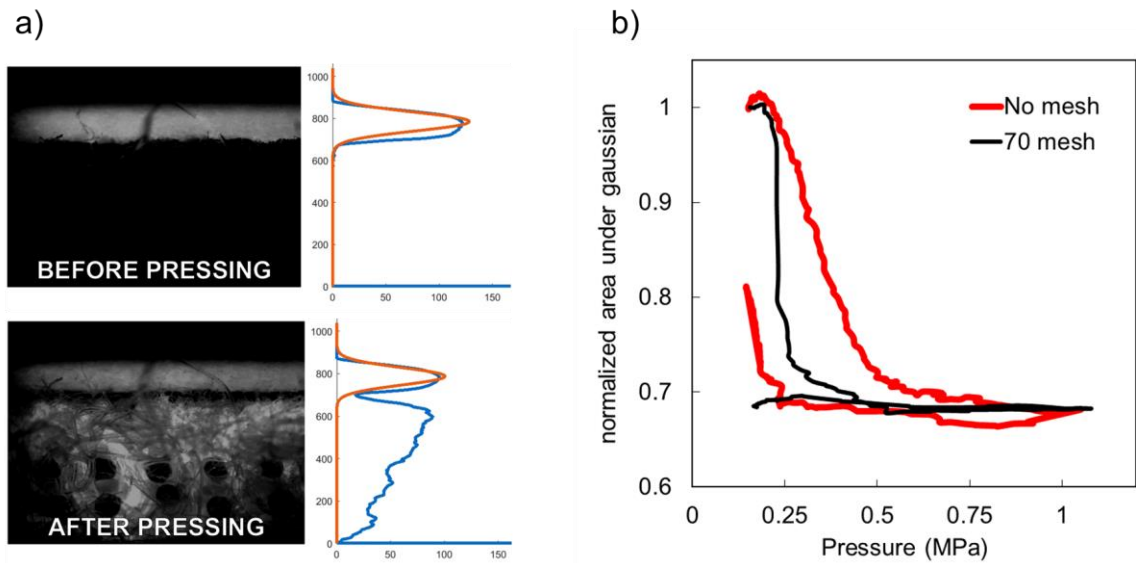 a)
1000
800
600
400
200
0
0 50 100 150
BEFORE PRESSING
1000
800
600
400
200
0
0 50 100 150
AFTER PRESSING
b)
normalized area under gaussian
1
0.9
0.8
0.7
0.6
0 0.25 0.5 0.75 1
Pressure (MPa)
No mesh
70 mesh